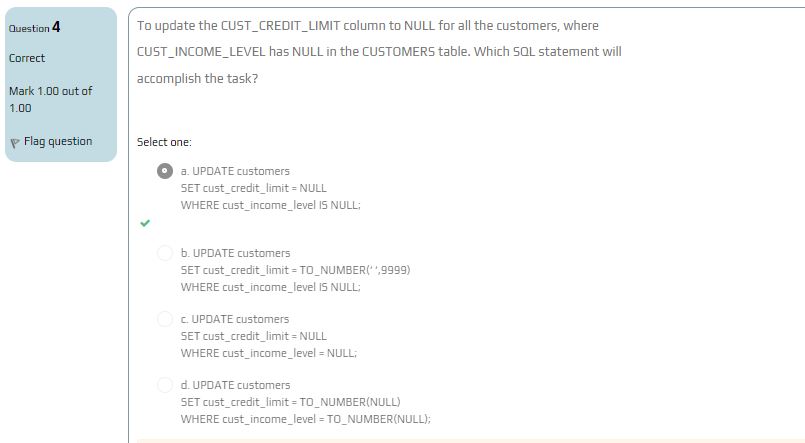 Question 4
Correct
Mark 1.00 out of
1.00
Flag question
To update the CUST_CREDIT_LIMIT column to NULL for all the customers, where
CUST_INCOME_LEVEL has NULL in the CUSTOMERS table. Which SQL statement will
accomplish the task?
Select one:
a. UPDATE customers
SET cust_credit_limit = NULL
WHERE cust_income_level IS NULL;
b. UPDATE customers
SET cust_credit_limit = TO_NUMBER(‘ ‘,9999)
WHERE cust_income_level IS NULL;
c. UPDATE customers
SET cust_credit_limit = NULL
WHERE cust_income_level = NULL;
d. UPDATE customers
SET cust_credit_limit = TO_NUMBER(NULL)
WHERE cust_income_level = TO_NUMBER(NULL);